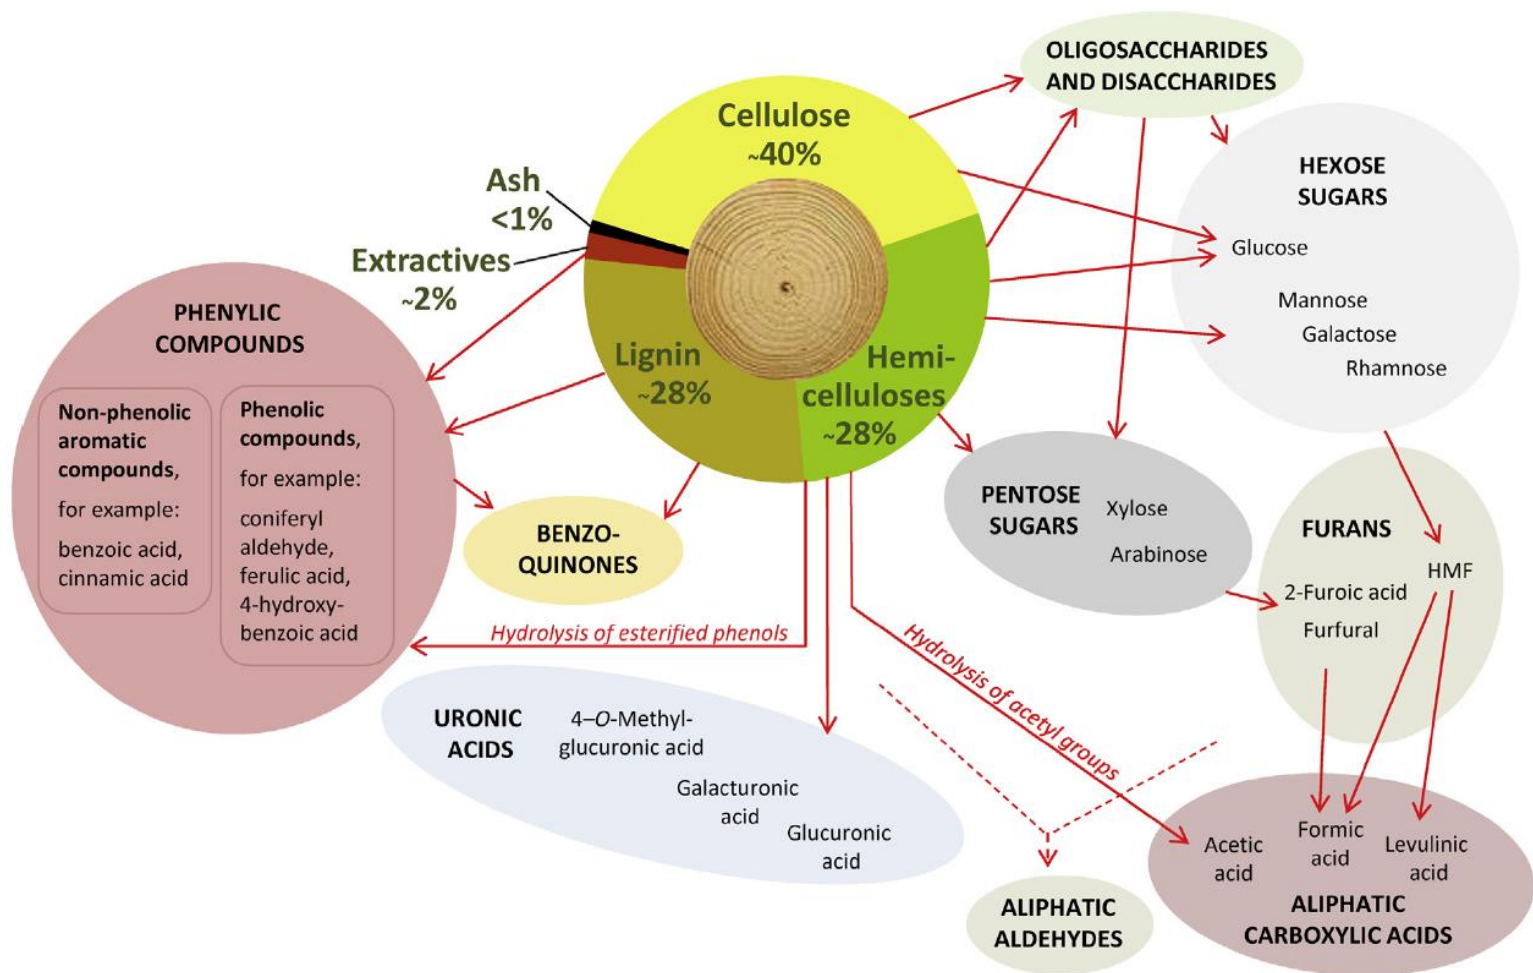 OLIGOSACCHARIDES
AND DISACCHARIDES
Cellulose
~40%
Ash
<1%
Extractives
~2%
Lignin
~28%
Hemi-
celluloses
~28%
HEXOSE
SUGARS
Glucose
Mannose
Galactose
Rhamnose
PHENYLIC
COMPOUNDS
Non-phenolic
aromatic
compounds,
for example:
benzoic acid,
cinnamic acid
Phenolic
compounds,
for example:
coniferyl
aldehyde,
ferulic acid,
4-hydroxy-
benzoic acid
BENZO-
QUINONES
PENTOSE
SUGARS
Xylose
Arabinose
FURANS
HMF
2-Furoic acid
Furfural
Hydrolysis of esterified phenols
Hydrolysis of acetyl groups
URONIC
ACIDS
4–O-Methyl-
glucuronic acid
Galacturonic
acid
Glucuronic
acid
ALIPHATIC
ALDEHYDES
Acetic
acid
Formic
acid
Levulinic
acid
ALIPHATIC
CARBOXYLIC ACIDS